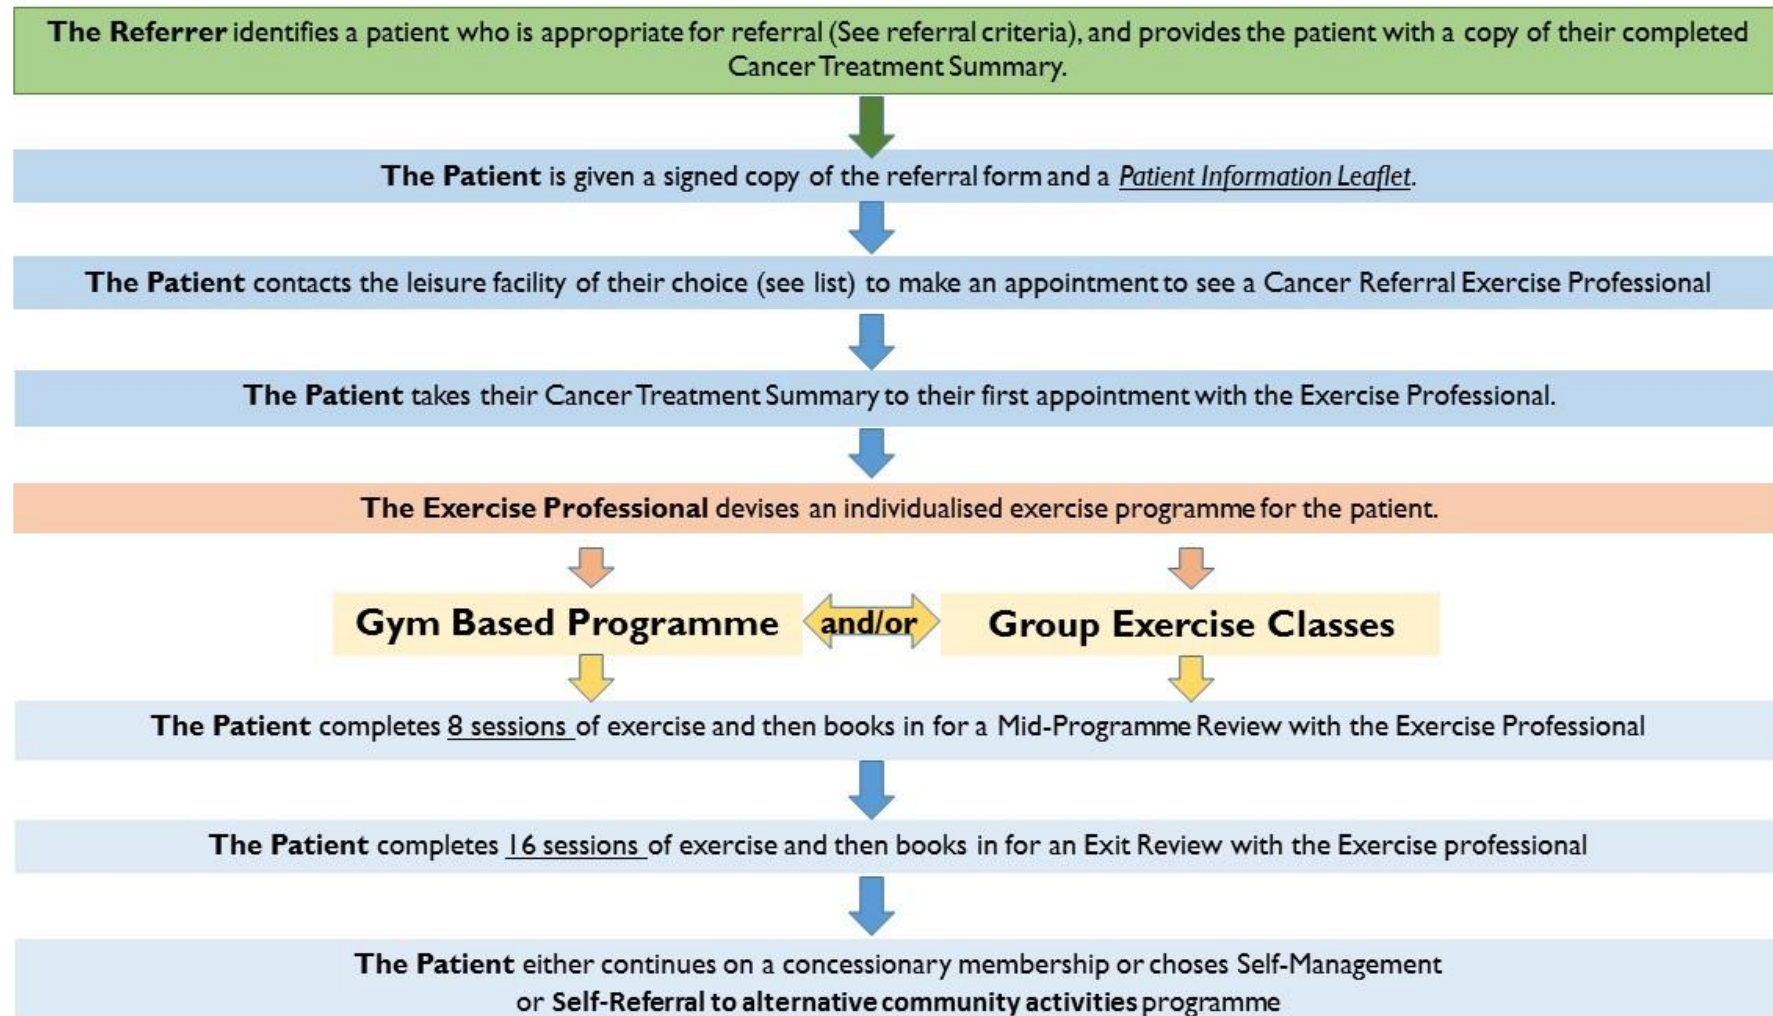 The Referrer identifies a patient who is appropriate for referral (See referral criteria), and provides the patient with a copy of their completed
Cancer Treatment Summary.
The Patient is given a signed copy of the referral form and a Patient Information Leaflet.
The Patient contacts the leisure facility of their choice (see list) to make an appointment to see a Cancer Referral Exercise Professional
The Patient takes their Cancer Treatment Summary to their first appointment with the Exercise Professional.
The Exercise Professional devises an individualised exercise programme for the patient.
Gym Based Programme
and/or
Group Exercise Classes
The Patient completes 8 sessions of exercise and then books in for a Mid-Programme Review with the Exercise Professional
The Patient completes 16 sessions of exercise and then books in for an Exit Review with the Exercise professional
The Patient either continues on a concessionary membership or choses Self-Management
or Self-Referral to alternative community activities programme